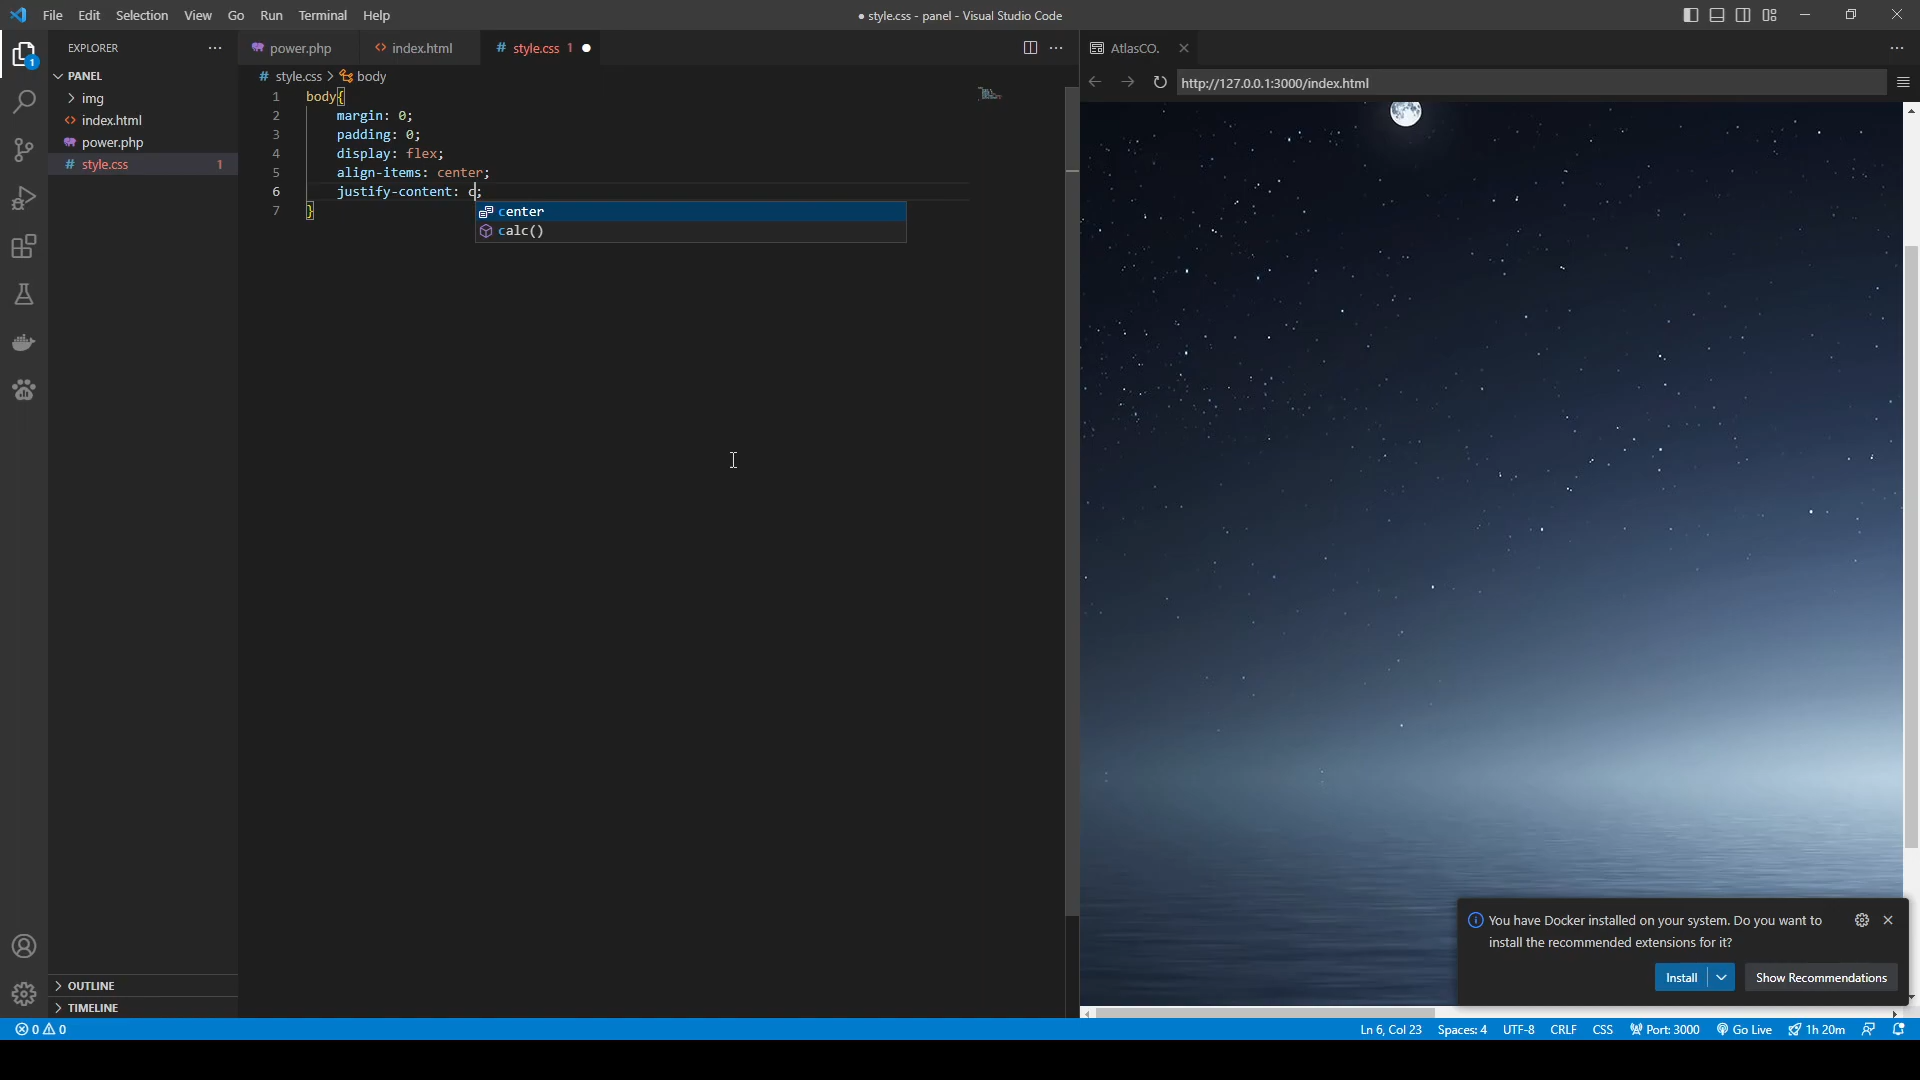 File Edit Selection View Go Run Terminal Help
● style.css - panel - Visual Studio Code
EXPLORER
PANEL
img
index.html
power.php
style.css 1
OUTLINE
TIMELINE
1
power.php
index.html
# style.css 1 ●
# style.css > body
1 body{
2 margin: 0;
3 padding: 0;
4 display: flex;
5 align-items: center;
6 justify-content: c;
7 }
center
calc()
AtlasCO.
http://127.0.0.1:3000/index.html
You have Docker installed on your system. Do you want to
install the recommended extensions for it?
Install
Show Recommendations
0 0
Ln 6, Col 23 Spaces: 4 UTF-8 CRLF CSS Port: 3000 Go Live 1h 20m